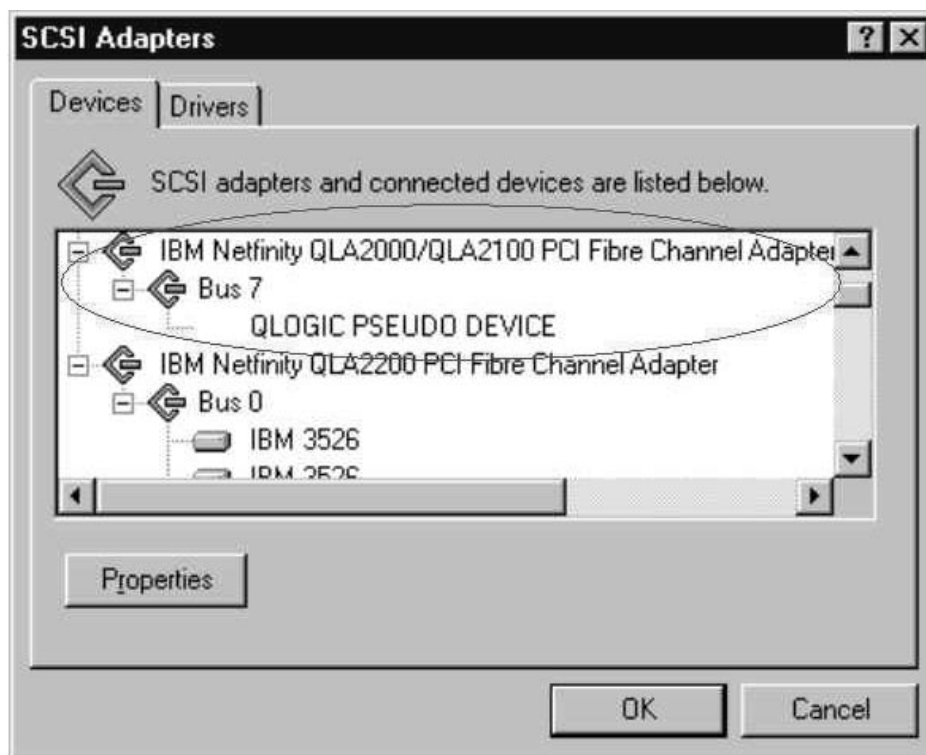 SCSI Adapters
Devices
Drivers
SCSI adapters and connected devices are listed below.
IBM Netfinity QLA2000/QLA2100 PCI Fibre Channel Adapter
Bus 7
QLOGIC PSEUDO DEVICE
IBM Netfinity QLA2200 PCI Fibre Channel Adapter
Bus 0
IBM 3526
IBM 3526
Properties
OK
Cancel